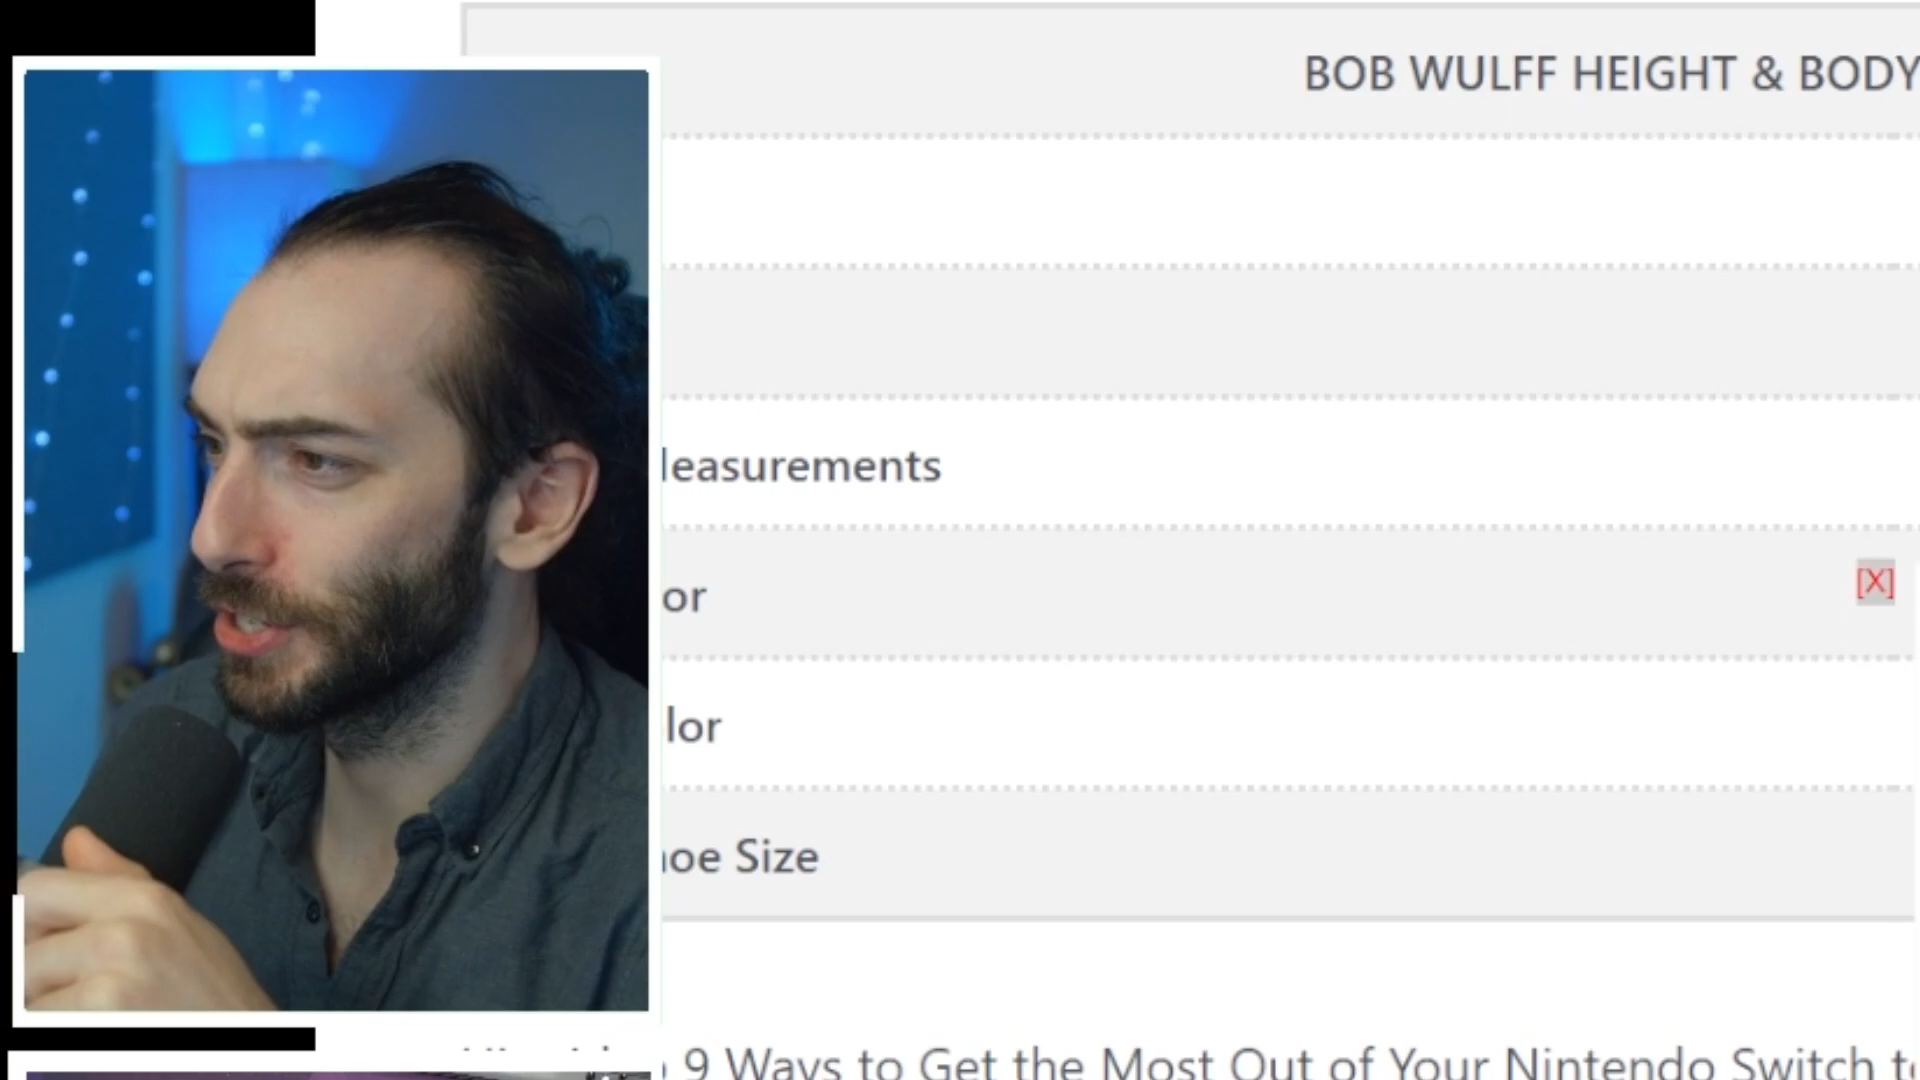 BOB WULFF HEIGHT & BODY
easurements
or
[X]
lor
oe Size
9 Ways to Get the Most Out of Your Nintendo Switch